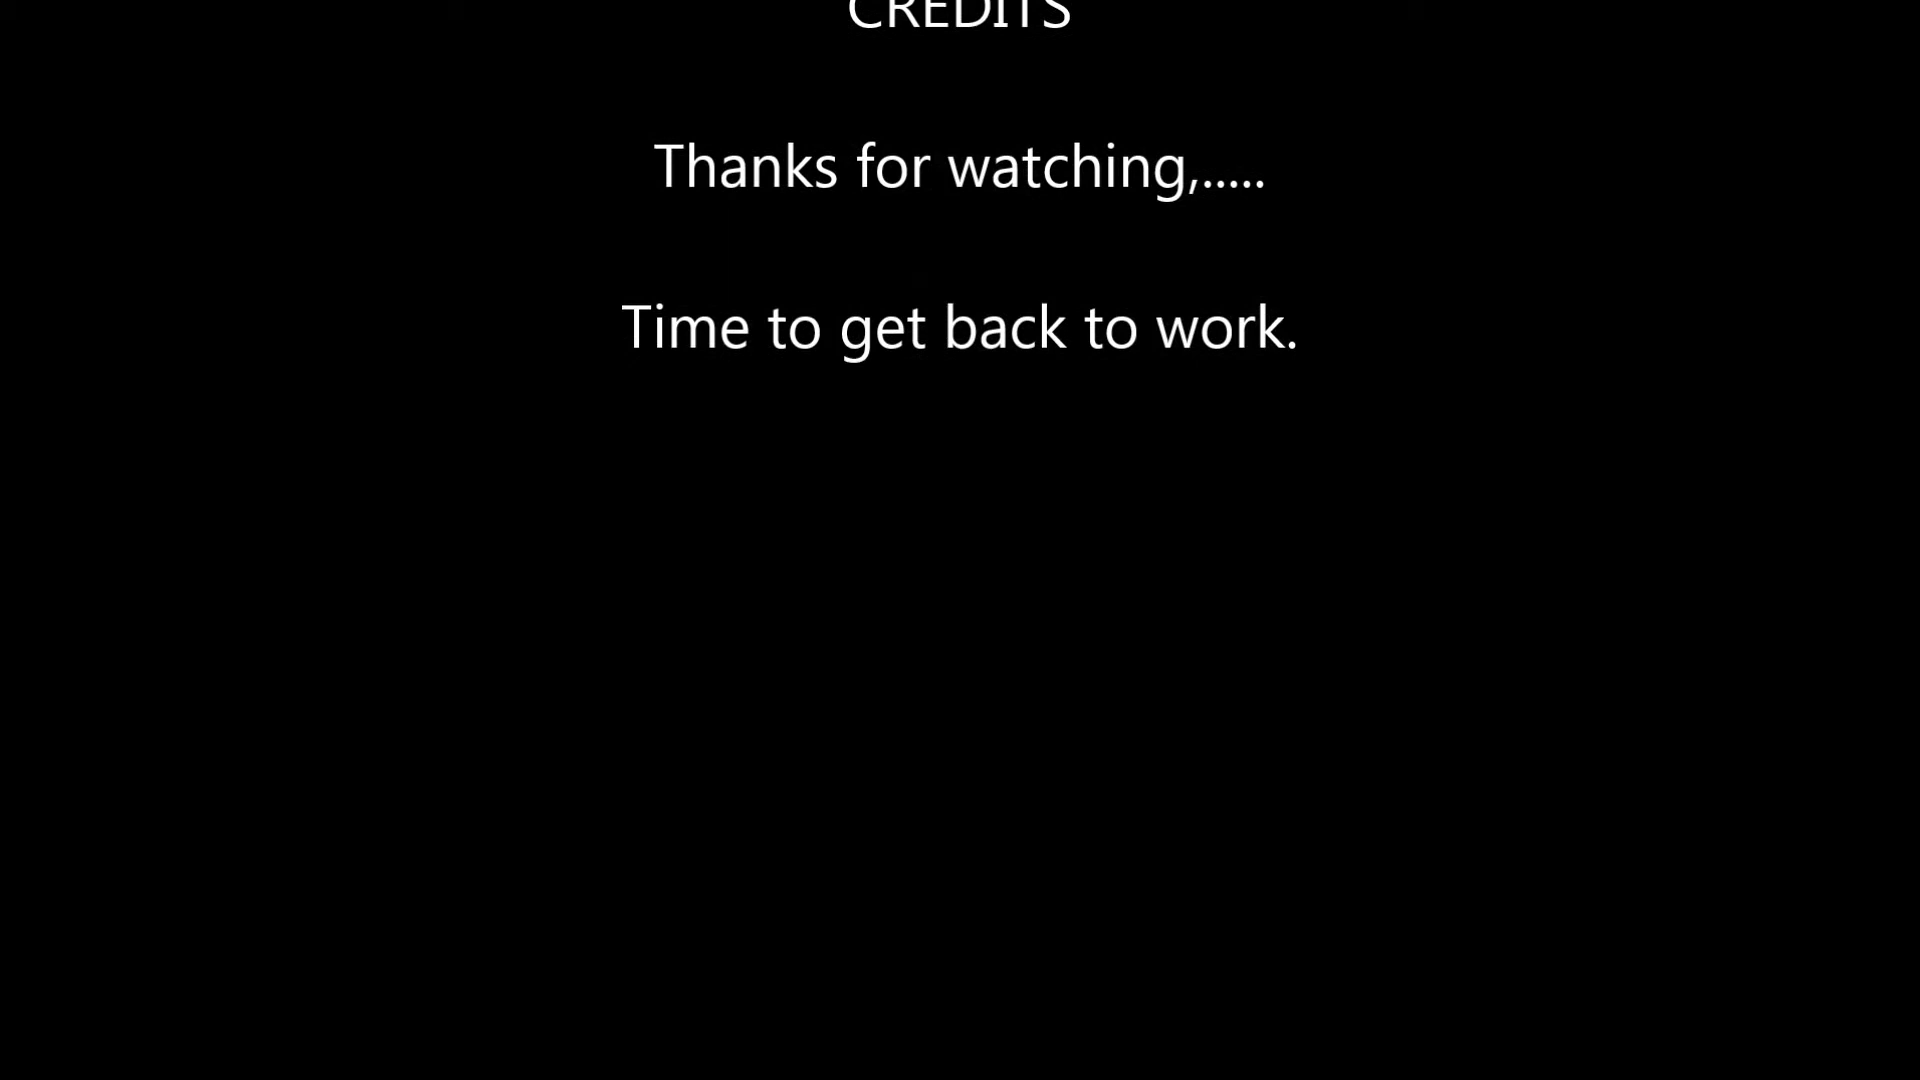 CREDITS
Thanks for watching,.....
Time to get back to work.